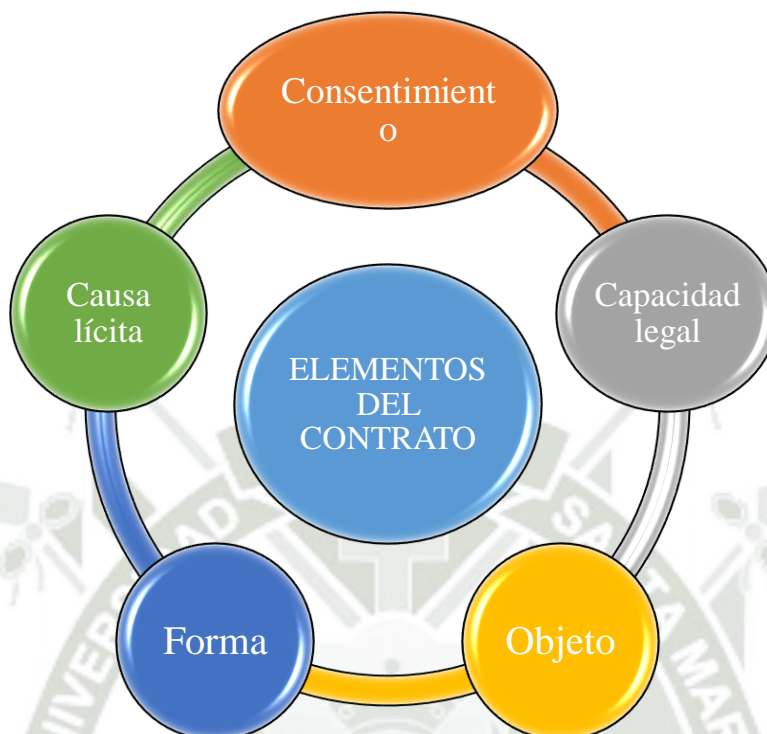 Consentimient
o
Causa
lícita
Capacidad
legal
ELEMENTOS
DEL
CONTRATO
Forma
Objeto